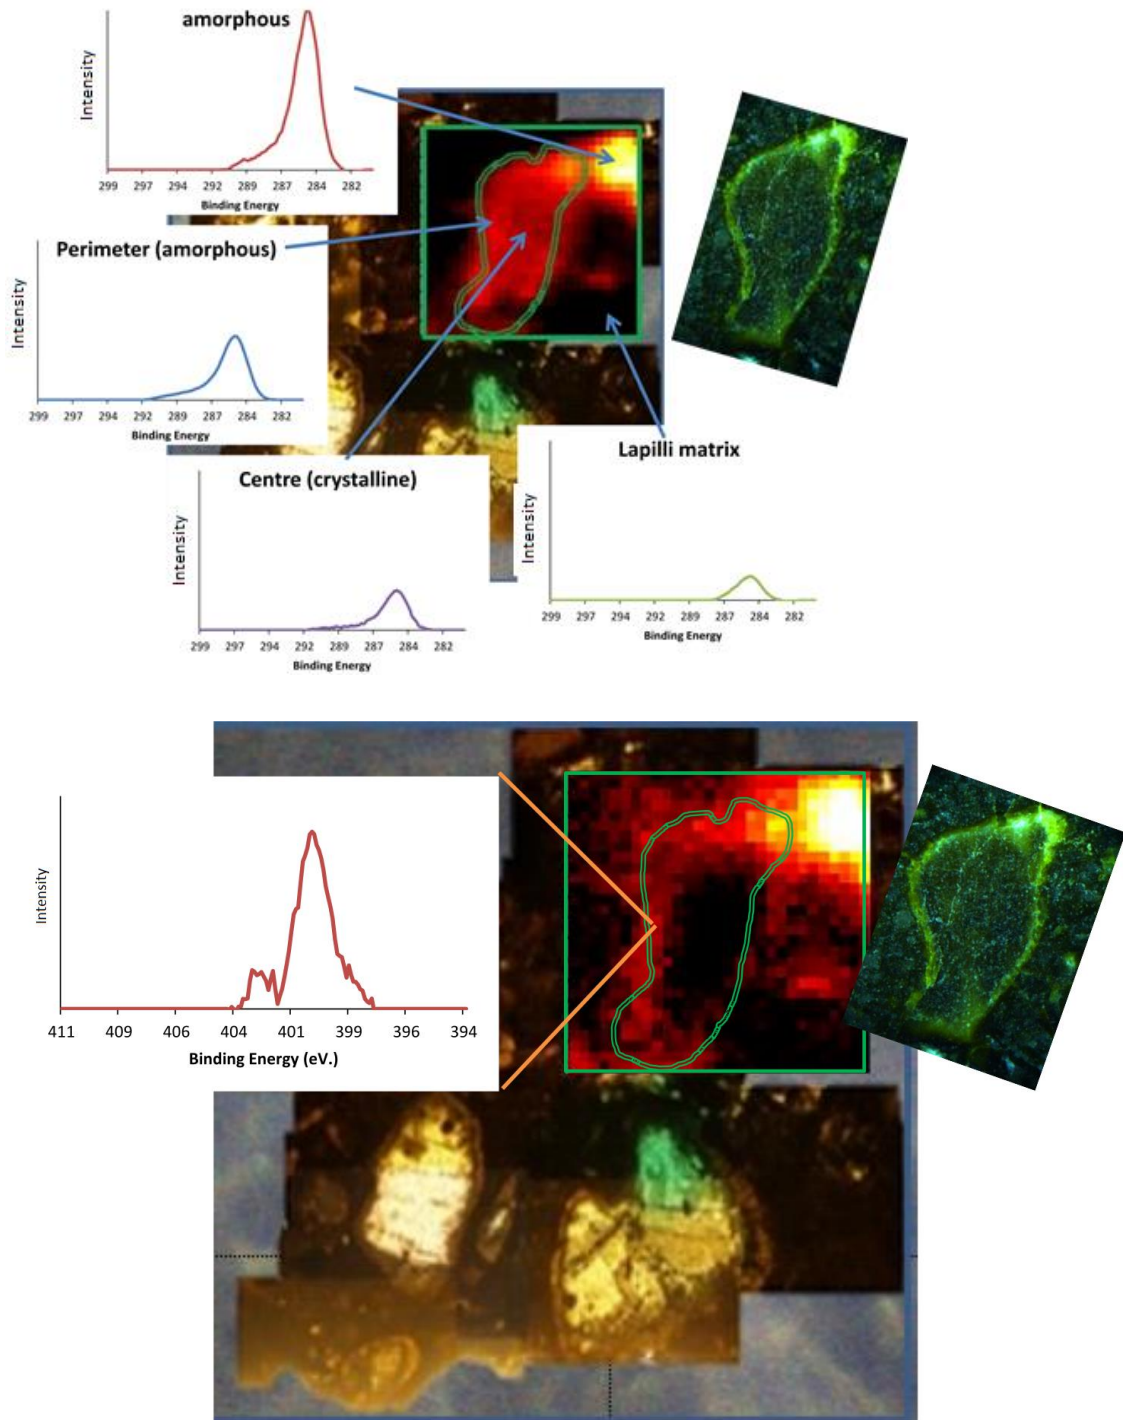 amorphous
Intensity
299 297 294 292 289 287 284 282
Binding Energy
Perimeter (amorphous)
Intensity
299 297 294 292 289 287 284 282
Binding Energy
Centre (crystalline)
Intensity
299 297 294 292 289 287 284 282
Binding Energy
Lapilli matrix
Intensity
299 297 294 292 289 287 284 282
Binding Energy
Intensity
411 409 406 404 401 399 396 394
Binding Energy (eV.)